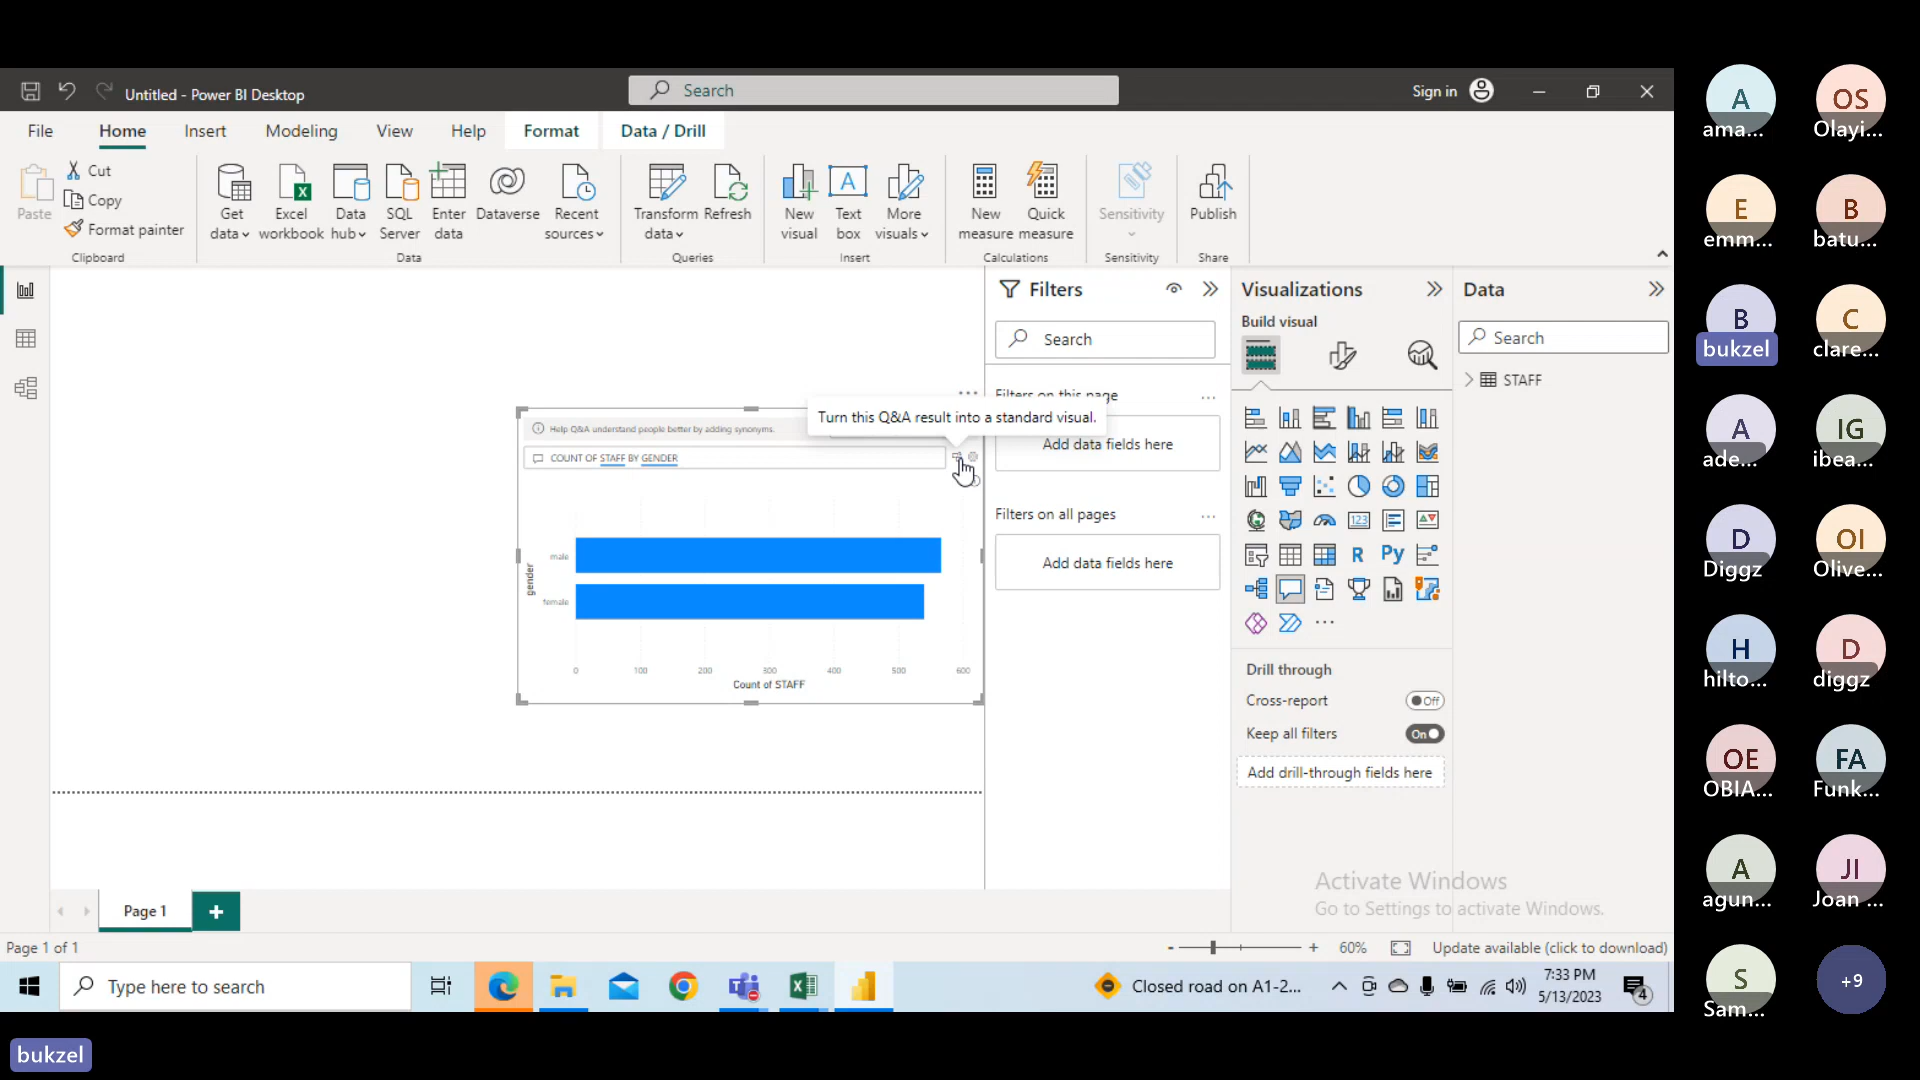 Untitled - Power BI Desktop
Search
Sign in
File
Home
Insert
Modeling
View
Help
Format
Data / Drill
Paste
Cut
Copy
Format painter
Clipboard
Get data
Excel workbook
Data hub
SQL Server
Enter data
Dataverse
Recent sources
Data
Transform data
Refresh
Queries
New visual
Text box
More visuals
Insert
New measure
Quick measure
Calculations
Sensitivity
Sensitivity
Publish
Share
Help Q&A understand people better by adding synonyms.
Turn this Q&A result into a standard visual.
COUNT OF STAFF BY GENDER
gender
male
female
0 100 200 300 400 500 600
Count of STAFF
Filters
Search
Filters on this page
Add data fields here
Filters on all pages
Add data fields here
Visualizations
Build visual
123
R
Py
Drill through
Cross-report
Off
Keep all filters
On
Add drill-through fields here
Data
Search
STAFF
Activate Windows
Go to Settings to activate Windows.
Page 1
Page 1 of 1
- + 60%
Update available (click to download)
Type here to search
Closed road on A1-2...
7:33 PM
5/13/2023
4
A
ama...
OS
Olayi...
E
emm...
B
batu...
B
bukzel
C
clare...
A
ade...
IG
ibea...
D
Diggz
OI
Olive...
H
hilto...
D
diggz
OE
OBIA...
FA
Funk...
A
agun...
JI
Joan ...
S
Sam...
+9
bukzel